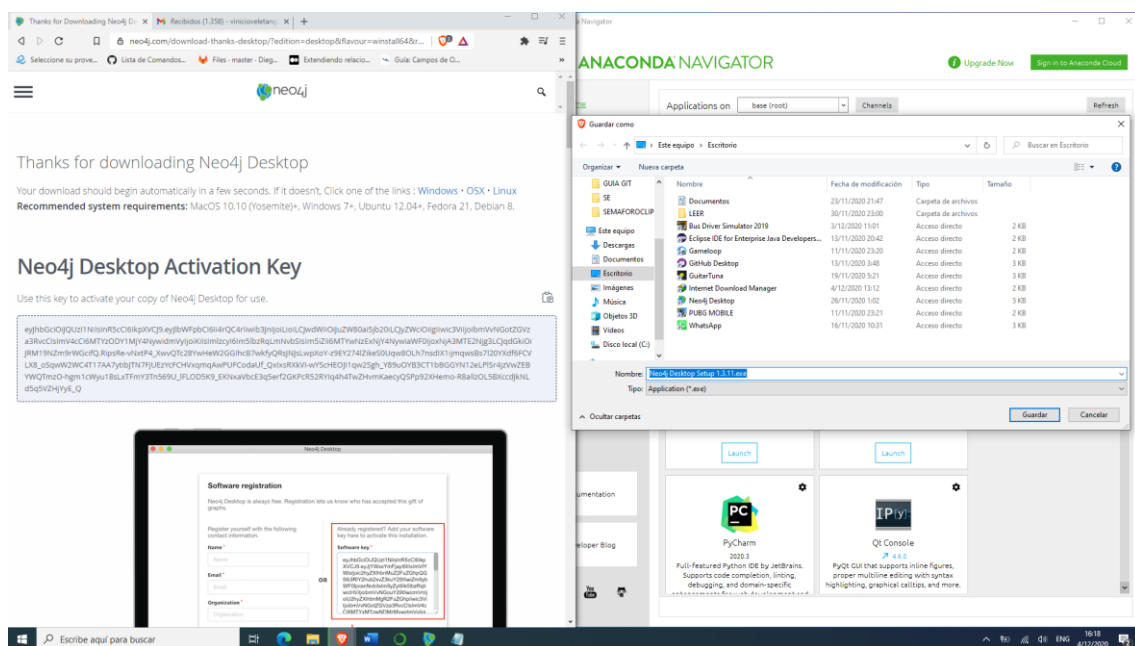 Thanks for Downloading Neo4j De
Recibidos (1.358) - vinicioveletang
neo4j.com/download-thanks-desktop/?edition=desktop&flavour=winstall64&r...
Seleccione su prove...
Lista de Comandos...
Files · master · Dieg...
Extendiendo relacio...
Guía: Campos de O...
neo4j
Thanks for downloading Neo4j Desktop
Your download should begin automatically in a few seconds. If it doesn't, Click one of the links : Windows • OSX • Linux
Recommended system requirements: MacOS 10.10 (Yosemite)+, Windows 7+, Ubuntu 12.04+, Fedora 21, Debian 8.
Neo4j Desktop Activation Key
Use this key to activate your copy of Neo4j Desktop for use.
Neo4j Desktop
Software registration
Neo4j Desktop is always free. Registration lets us know who has accepted this gift of
graphs.
Register yourself with the following
contact information.
Name *
Name
Email *
Email
Organization *
Organization
OR
Already registered? Add your software
key here to activate this installation.
Software key *
Navigator
ANACONDA NAVIGATOR
Upgrade Now
Sign in to Anaconda Cloud
Applications on
base (root)
Channels
Refresh
Guardar como
Este equipo › Escritorio
Buscar en Escritorio
Organizar
Nueva carpeta
GUIA GIT
SE
SEMAFOROCLIP
Este equipo
Descargas
Documentos
Escritorio
Imágenes
Música
Objetos 3D
Videos
Disco local (C:)
Nombre Fecha de modificación Tipo Tamaño
Documentos 23/11/2020 21:47 Carpeta de archivos
LEER 30/11/2020 23:00 Carpeta de archivos
Bus Driver Simulator 2019 3/12/2020 11:01 Acceso directo 2 KB
Eclipse IDE for Enterprise Java Developers... 13/11/2020 20:42 Acceso directo 2 KB
Gameloop 11/11/2020 23:20 Acceso directo 2 KB
GitHub Desktop 13/11/2020 3:48 Acceso directo 3 KB
GuitarTuna 19/11/2020 5:21 Acceso directo 3 KB
Internet Download Manager 4/12/2020 13:12 Acceso directo 2 KB
Neo4j Desktop 26/11/2020 1:02 Acceso directo 3 KB
PUBG MOBILE 11/11/2020 23:21 Acceso directo 2 KB
WhatsApp 16/11/2020 10:31 Acceso directo 3 KB
Nombre: Neo4j Desktop Setup 1.3.11.exe
Tipo: Application (*.exe)
Ocultar carpetas
Guardar
Cancelar
Launch
Launch
umentation
eloper Blog
You Tube
PC
PyCharm
2020.3
Full-featured Python IDE by JetBrains.
Supports code completion, linting,
debugging, and domain-specific
enhancements for web development and
IP[y]:
Qt Console
4.6.0
PyQt GUI that supports inline figures,
proper multiline editing with syntax
highlighting, graphical calltips, and more.
Escribe aquí para buscar
ENG
16:18
4/12/2020